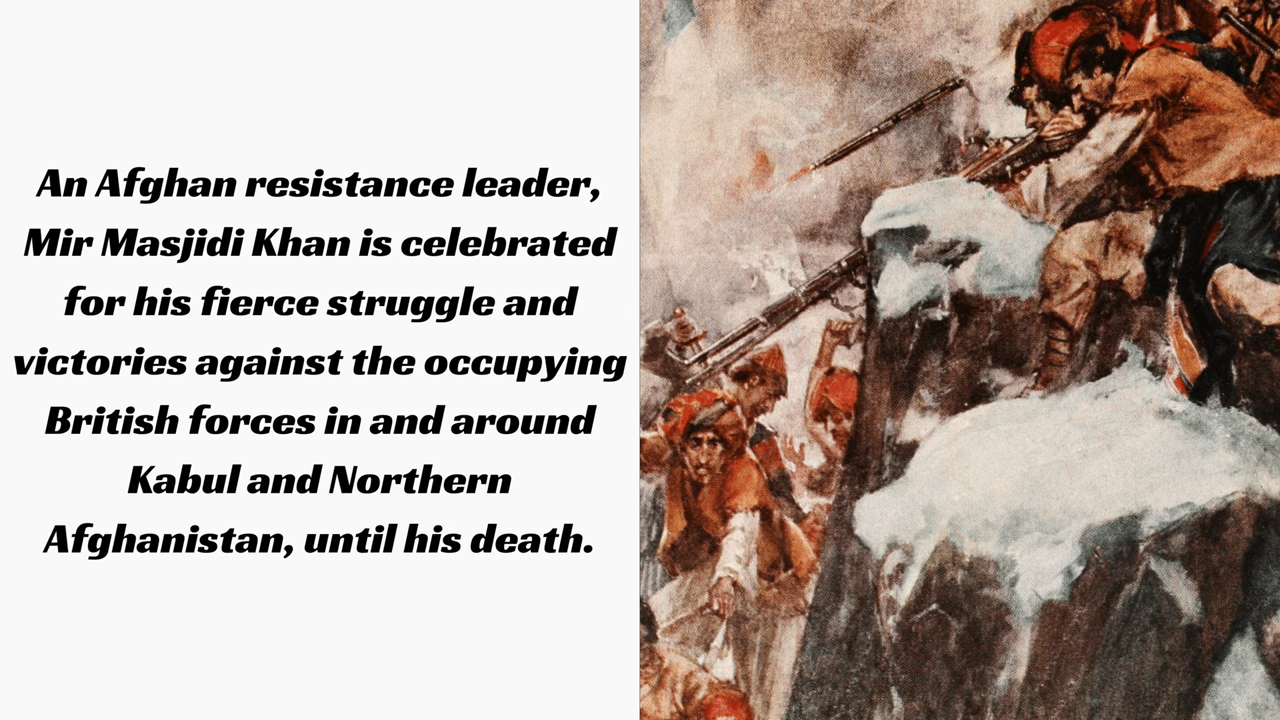 An Afghan resistance leader,
Mir Masjidi Khan is celebrated
for his fierce struggle and
victories against the occupying
British forces in and around
Kabul and Northern
Afghanistan, until his death.